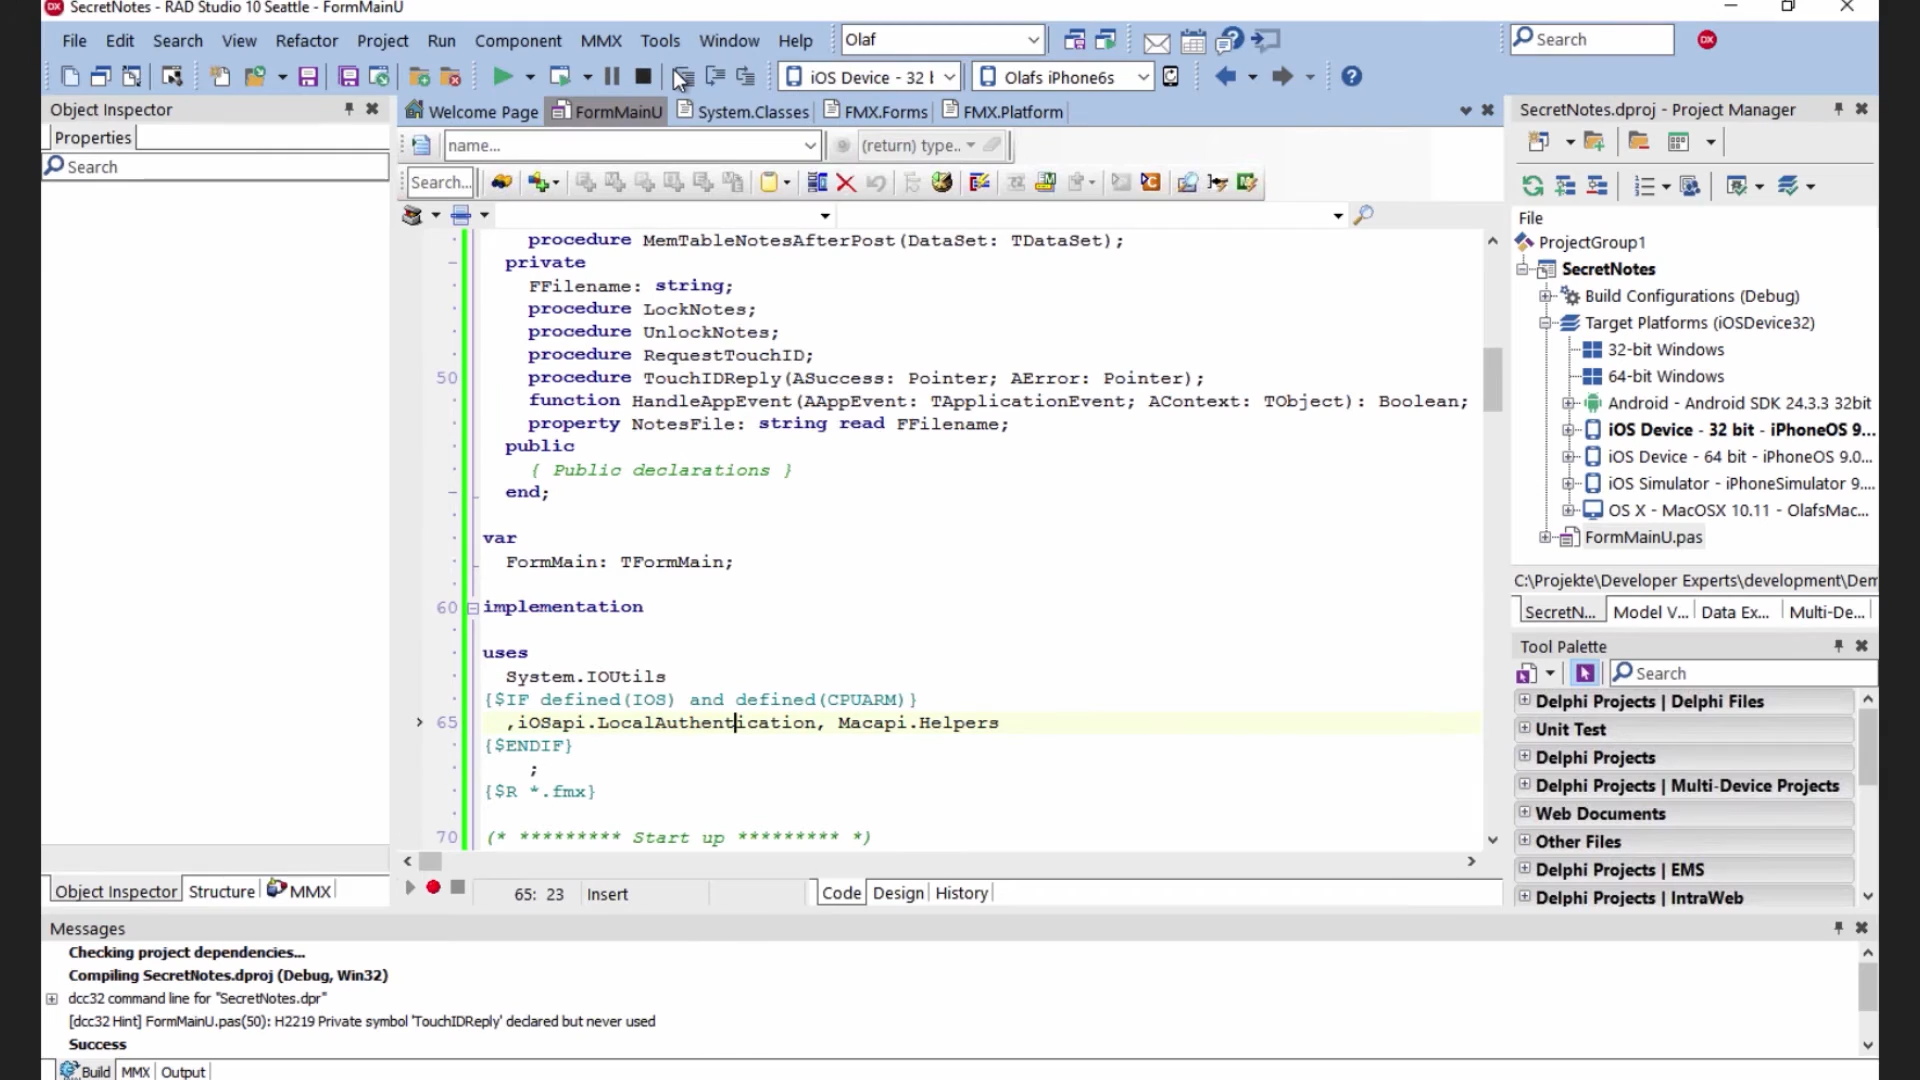 SecretNotes - RAD Studio 10 Seattle - FormMainU
File Edit Search View Refactor Project Run Component MMX Tools Window Help
Olaf
Search
iOS Device - 32 l
Olafs iPhone6s
Object Inspector
Properties
Search
Welcome Page FormMainU System.Classes FMX.Forms FMX.Platform
name...
(return) type..
Search...
procedure MemTableNotesAfterPost(DataSet: TDataSet);
private
FFilename: string;
procedure LockNotes;
procedure UnlockNotes;
procedure RequestTouchID;
50 procedure TouchIDReply(ASuccess: Pointer; AError: Pointer);
function HandleAppEvent(AAppEvent: TApplicationEvent; AContext: TObject): Boolean;
property NotesFile: string read FFilename;
public
{ Public declarations }
end;
var
FormMain: TFormMain;
60 implementation
uses
System.IOUtils
{$IF defined(IOS) and defined(CPUARM)}
65 ,iOSapi.LocalAuthentication, Macapi.Helpers
{$ENDIF}
;
{$R *.fmx}
70 (* ********* Start up ********* *)
65: 23 Insert
Code Design History
Object Inspector Structure MMX
SecretNotes.dproj - Project Manager
File
ProjectGroup1
SecretNotes
Build Configurations (Debug)
Target Platforms (iOSDevice32)
32-bit Windows
64-bit Windows
Android - Android SDK 24.3.3 32bit
iOS Device - 32 bit - iPhoneOS 9...
iOS Device - 64 bit - iPhoneOS 9.0...
iOS Simulator - iPhoneSimulator 9....
OS X - MacOSX 10.11 - OlafsMac...
FormMainU.pas
C:\Projekte\Developer Experts\development\Den
SecretN... Model V... Data Ex... Multi-De...
Tool Palette
Search
Delphi Projects | Delphi Files
Unit Test
Delphi Projects
Delphi Projects | Multi-Device Projects
Web Documents
Other Files
Delphi Projects | EMS
Delphi Projects | IntraWeb
Messages
Checking project dependencies...
Compiling SecretNotes.dproj (Debug, Win32)
dcc32 command line for "SecretNotes.dpr"
[dcc32 Hint] FormMainU.pas(50): H2219 Private symbol 'TouchIDReply' declared but never used
Success
Build MMX Output